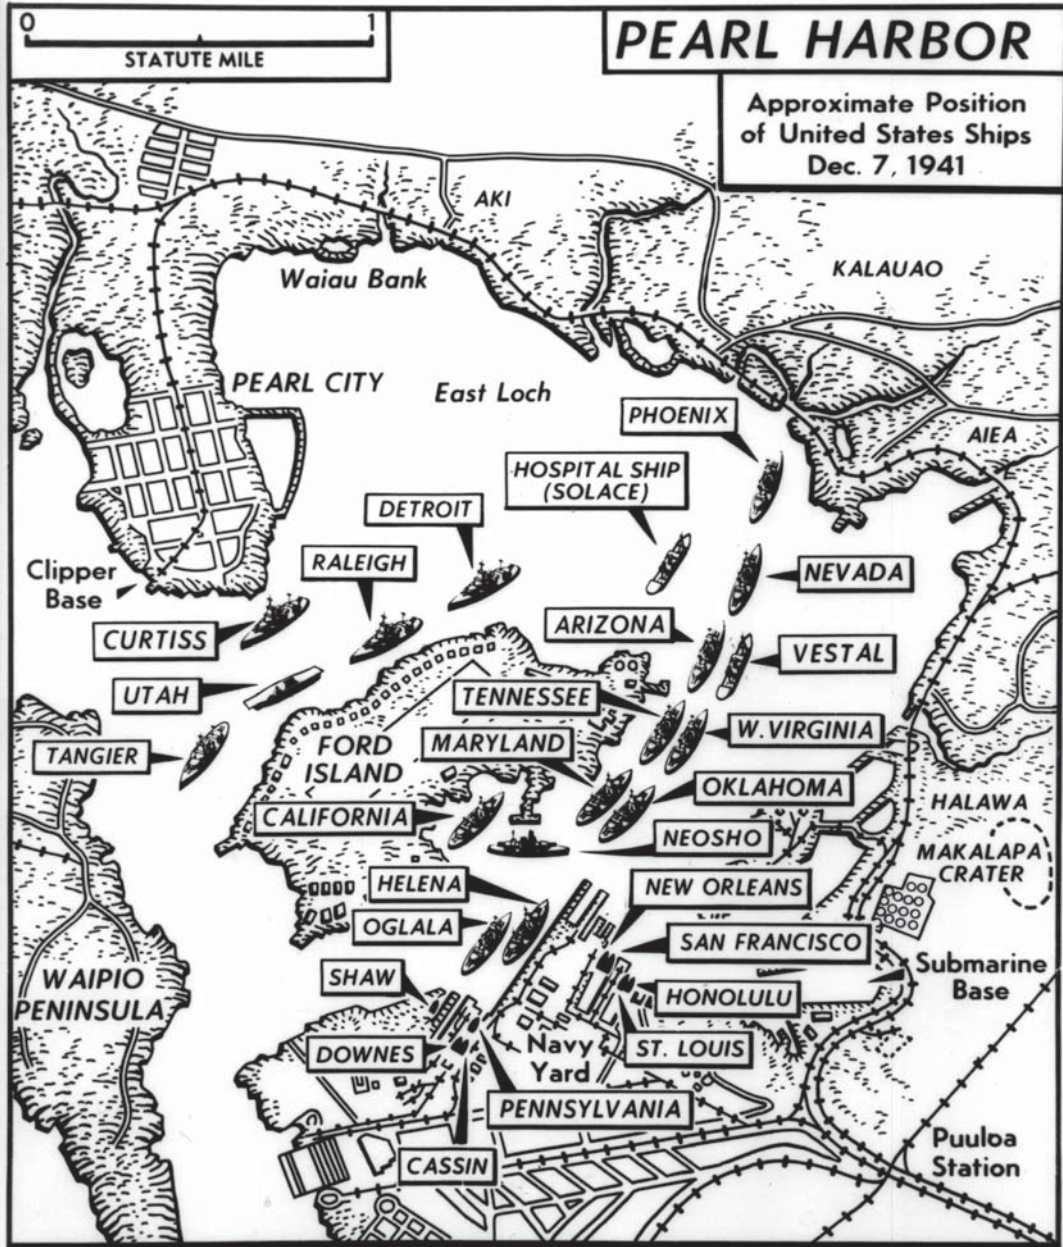 0 1
STATUTE MILE
PEARL HARBOR
Approximate Position
of United States Ships
Dec. 7, 1941
AKI
KALAUAO
Waiau Bank
PEARL CITY
East Loch
PHOENIX
AIEA
HOSPITAL SHIP
(SOLACE)
DETROIT
RALEIGH
Clipper
Base
NEVADA
CURTISS
ARIZONA
VESTAL
UTAH
TENNESSEE
W. VIRGINIA
TANGIER
FORD
ISLAND
MARYLAND
OKLAHOMA
CALIFORNIA
HALAWA
NEOSHO
MAKALAPA
CRATER
HELENA
NEW ORLEANS
OGLALA
SAN FRANCISCO
WAIPIO
PENINSULA
SHAW
HONOLULU
Submarine
Base
DOWNES
Navy
Yard
ST. LOUIS
PENNSYLVANIA
CASSIN
Puuloa
Station